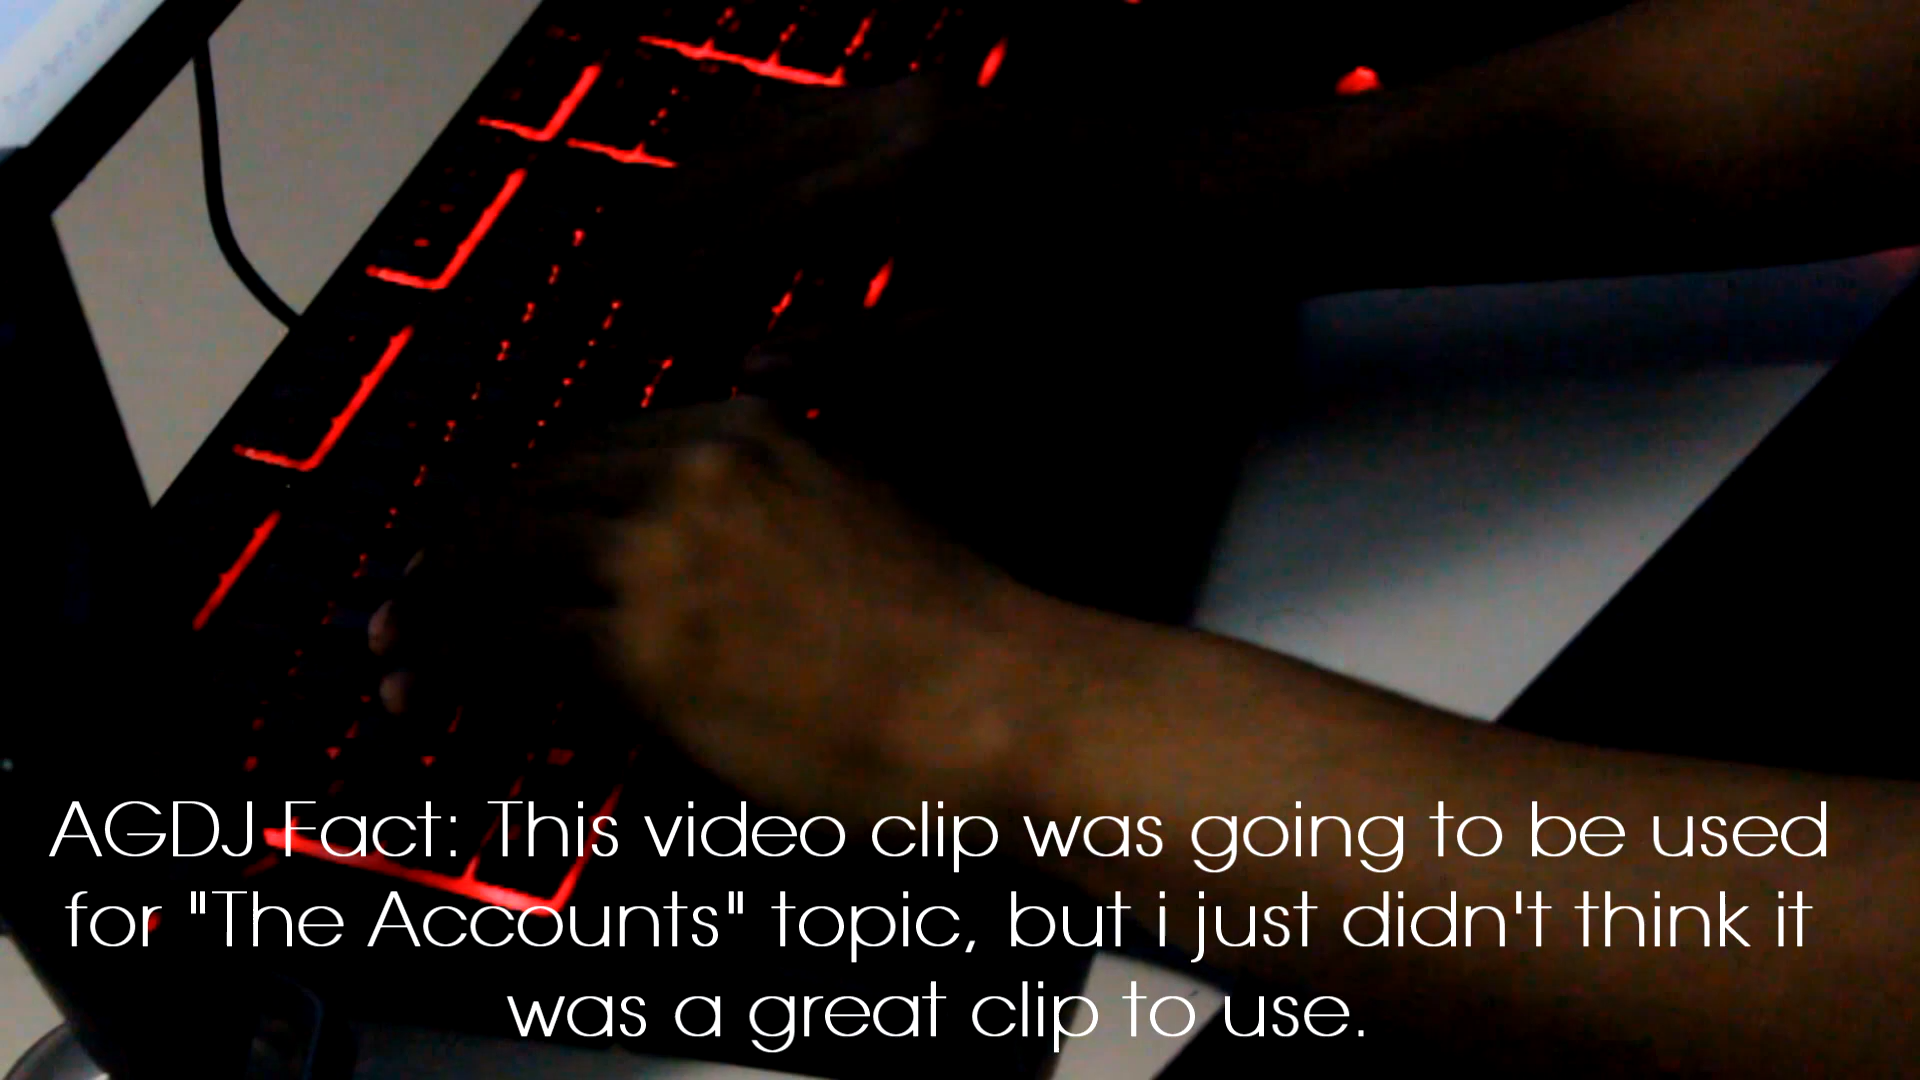 AGDJ Fact: This video clip was going to be used
for "The Accounts" topic, but i just didn't think it
was a great clip to use.